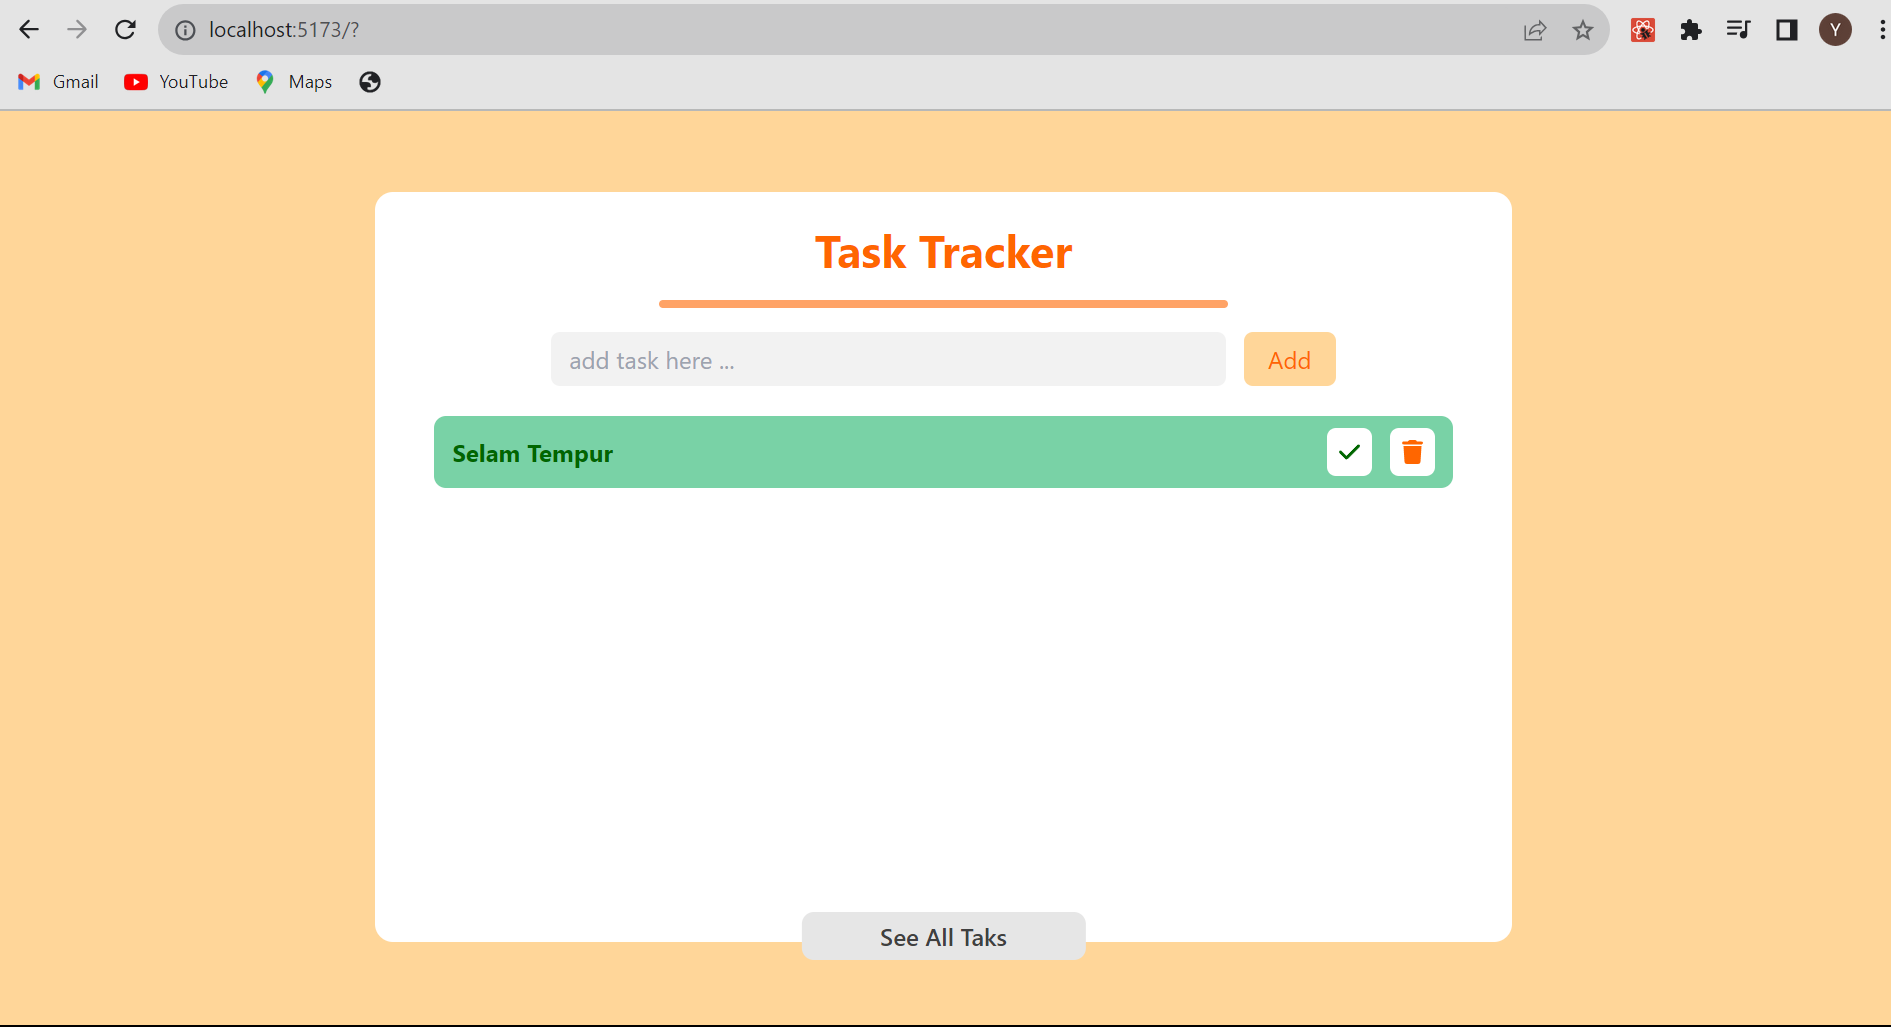 localhost:5173/?
Y
Gmail YouTube Maps
Task Tracker
add task here ... Add
Selam Tempur
See All Taks